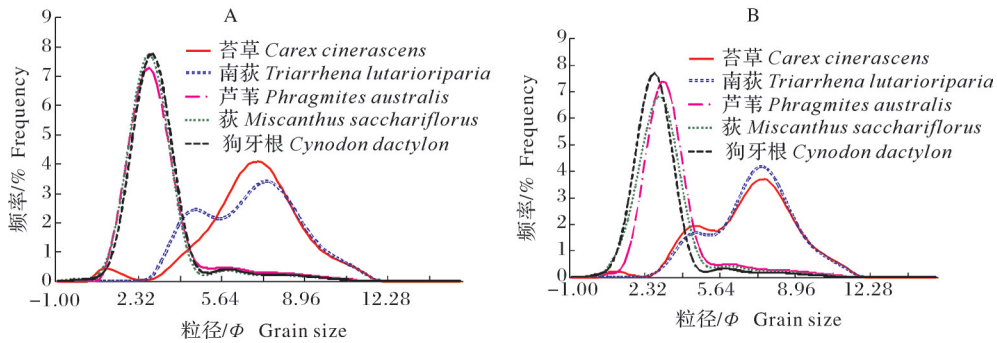 A
9
8
7
6
5
4
3
2
1
0
频率/% Frequency
苔草 Carex cinerascens
南荻 Triarrhena lutarioriparia
芦苇 Phragmites australis
荻 Miscanthus sacchariflorus
狗牙根 Cynodon dactylon
-1.00 2.32 5.64 8.96 12.28
粒径/Φ Grain size
B
9
8
7
6
5
4
3
2
1
0
频率/% Frequency
苔草 Carex cinerascens
南荻 Triarrhena lutarioriparia
芦苇 Phragmites australis
荻 Miscanthus sacchariflorus
狗牙根 Cynodon dactylon
-1.00 2.32 5.64 8.96 12.28
粒径/Φ Grain size